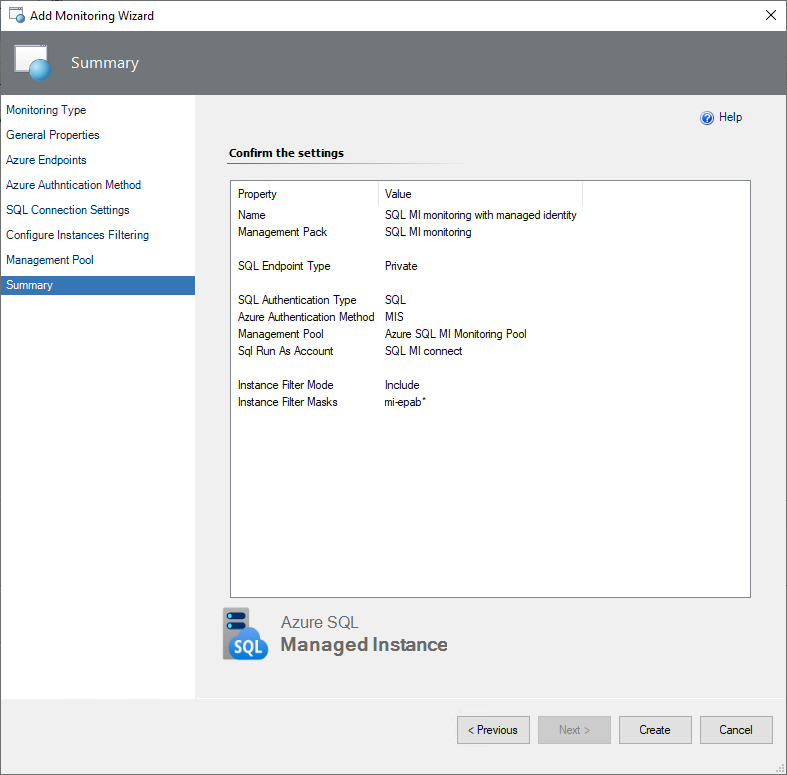 Add Monitoring Wizard
Summary
Monitoring Type
General Properties
Azure Endpoints
Azure Authntication Method
SQL Connection Settings
Configure Instances Filtering
Management Pool
Summary
Help
Confirm the settings
Property Value
Name SQL MI monitoring with managed identity
Management Pack SQL MI monitoring
SQL Endpoint Type Private
SQL Authentication Type SQL
Azure Authentication Method MIS
Management Pool Azure SQL MI Monitoring Pool
Sql Run As Account SQL MI connect
Instance Filter Mode Include
Instance Filter Masks mi-epab*
SQL
Azure SQL
Managed Instance
< Previous Next > Create Cancel